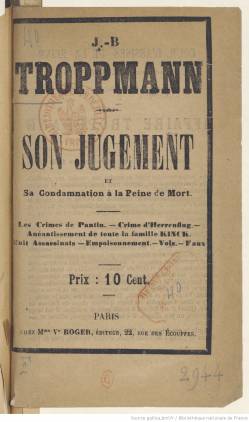 J.-B
TROPPMANN
SON JUGEMENT
ET
Sa Condamnation à la Peine de Mort.
Les Crimes de Pantin. — Crime d'Herrenflug. —
Anéantissement de toute la famille KINCK.
Huit Assassinats — Empoisonnement. — Vols. — Faux
Prix : 10 Cent.
PARIS
CHEZ Mme Ve ROGER, ÉDITEUR, 22, RUE DES ÉCOUFFES.
2944
Source gallica.bnf.fr / Bibliothèque nationale de France